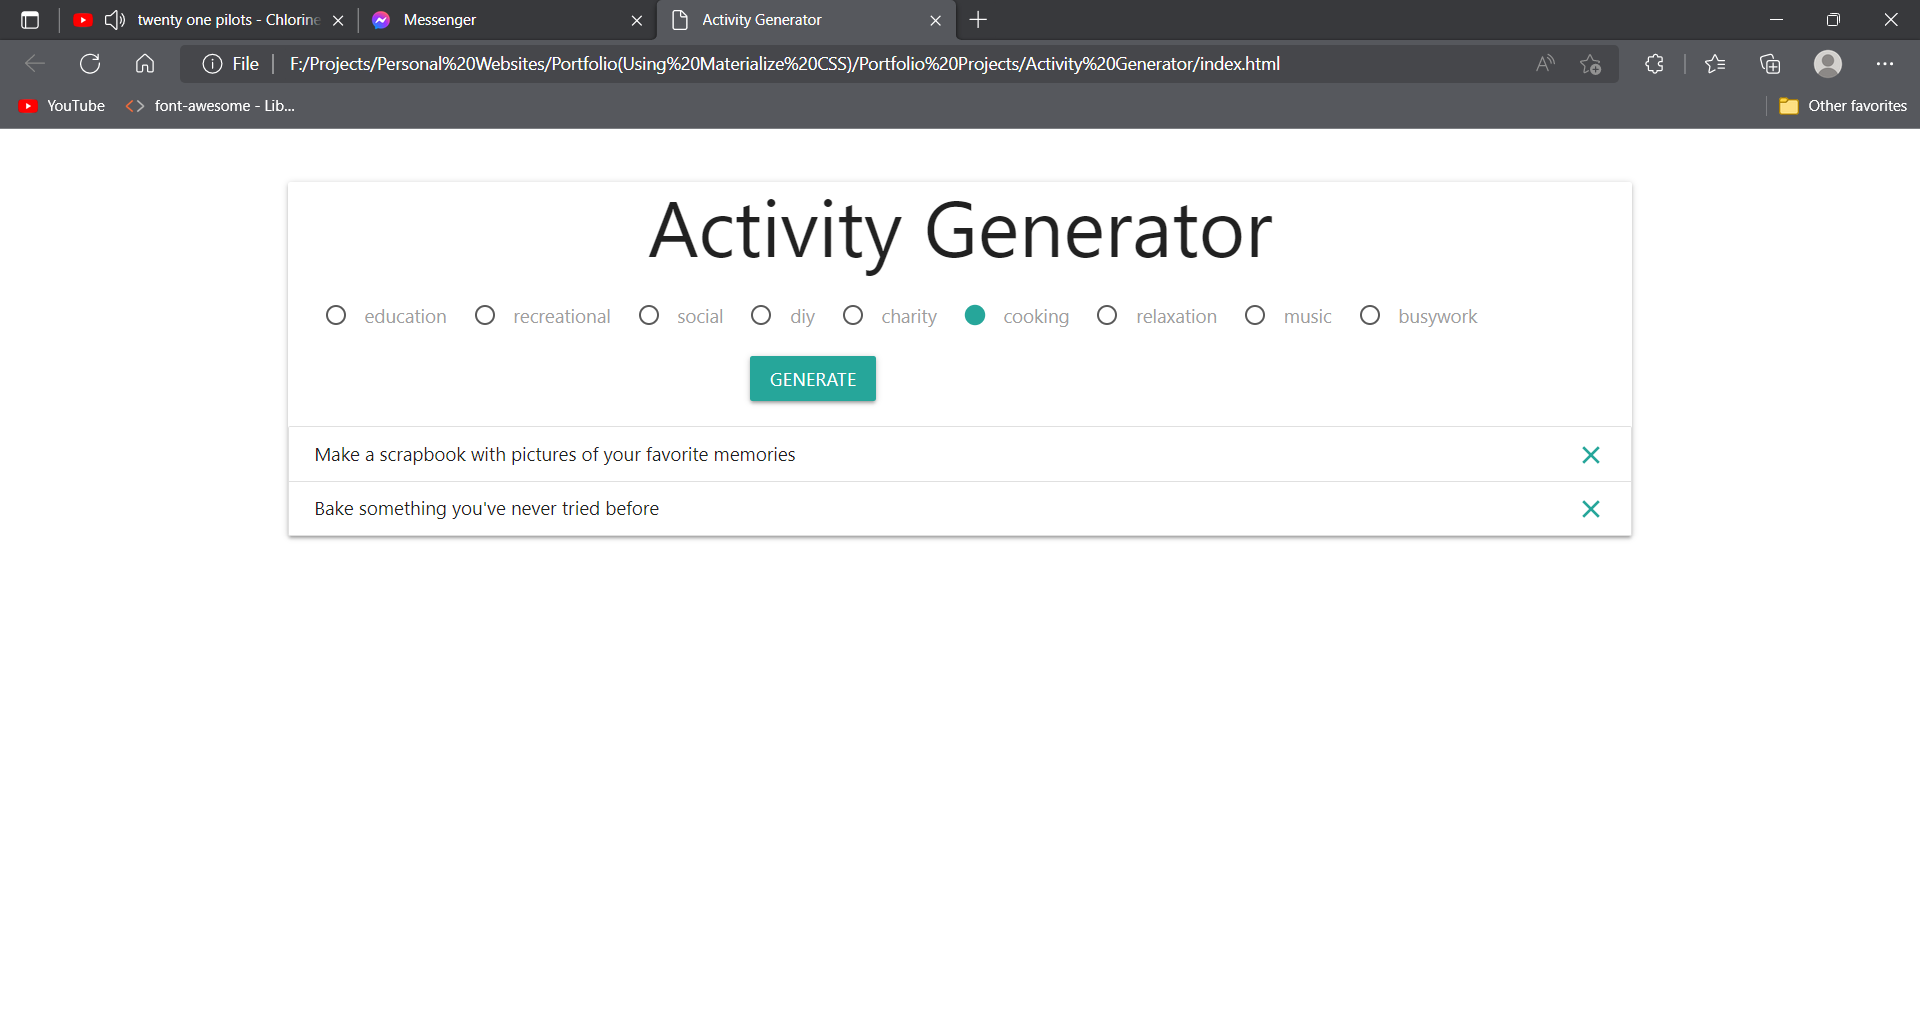 twenty one pilots - Chlorine
Messenger
Activity Generator
File
F:/Projects/Personal%20Websites/Portfolio(Using%20Materialize%20CSS)/Portfolio%20Projects/Activity%20Generator/index.html
YouTube
font-awesome - Lib...
Other favorites
Activity Generator
education recreational social diy charity cooking relaxation music busywork
GENERATE
Make a scrapbook with pictures of your favorite memories
Bake something you've never tried before